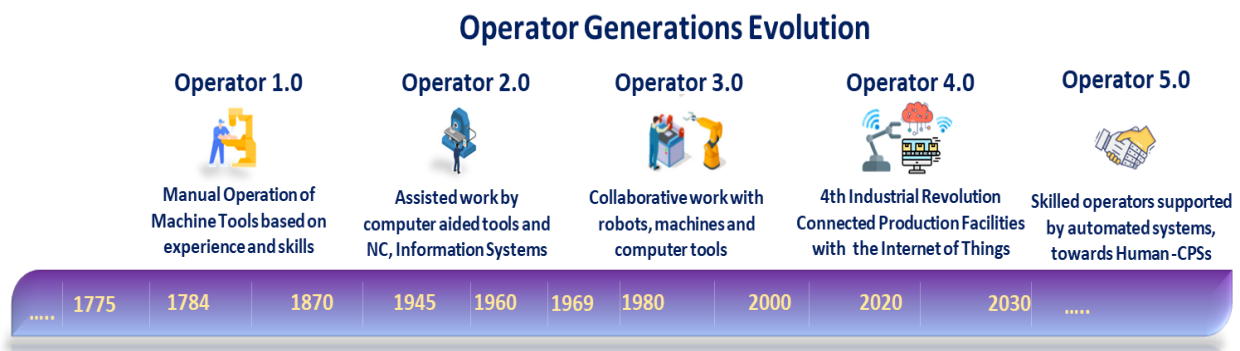 Operator Generations Evolution
Operator 1.0
Manual Operation of
Machine Tools based on
experience and skills
Operator 2.0
Assisted work by
computer aided tools and
NC, Information Systems
Operator 3.0
Collaborative work with
robots, machines and
computer tools
Operator 4.0
4th Industrial Revolution
Connected Production Facilities
with the Internet of Things
Operator 5.0
Skilled operators supported
by automated systems,
towards Human -CPSs
..... 1775 1784 1870 1945 1960 1969 1980 2000 2020 2030 .....